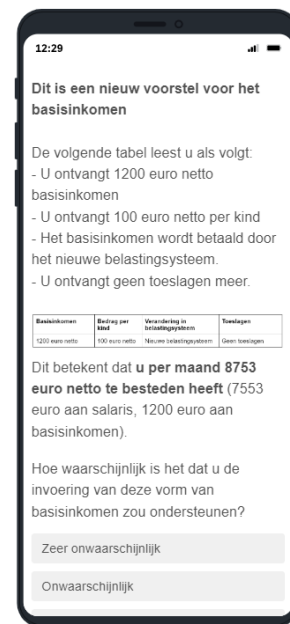 12:29
Dit is een nieuw voorstel voor het
basisinkomen
De volgende tabel leest u als volgt:
- U ontvangt 1200 euro netto
basisinkomen
- U ontvangt 100 euro netto per kind
- Het basisinkomen wordt betaald door
het nieuwe belastingsysteem.
- U ontvangt geen toeslagen meer.
Basisinkomen Bedrag per kind Verandering in belastingsysteem Toeslagen
1200 euro netto 100 euro netto Nieuwe belastingsysteem Geen toeslagen
Dit betekent dat u per maand 8753
euro netto te besteden heeft (7553
euro aan salaris, 1200 euro aan
basisinkomen).
Hoe waarschijnlijk is het dat u de
invoering van deze vorm van
basisinkomen zou ondersteunen?
Zeer onwaarschijnlijk
Onwaarschijnlijk